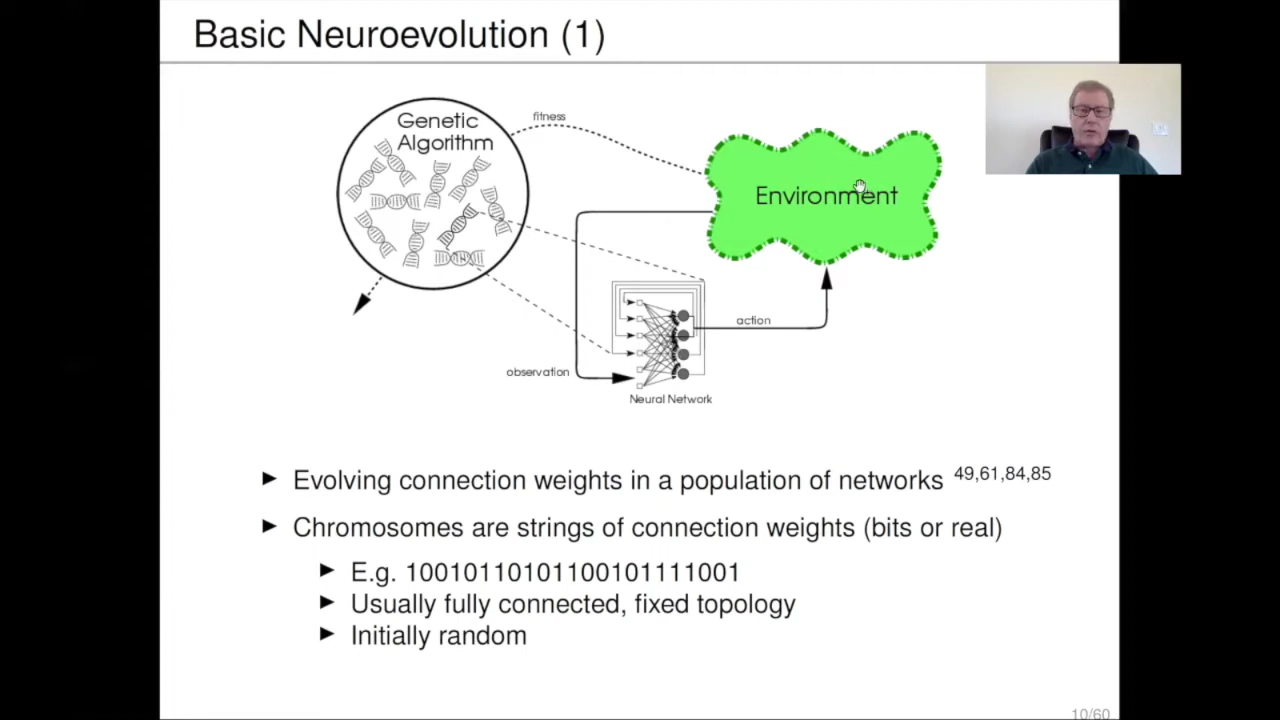 Basic Neuroevolution (1)
Genetic
Algorithm
fitness
Environment
action
observation
Neural Network
► Evolving connection weights in a population of networks 49,61,84,85
► Chromosomes are strings of connection weights (bits or real)
► E.g. 10010110101100101111001
► Usually fully connected, fixed topology
► Initially random
10/60